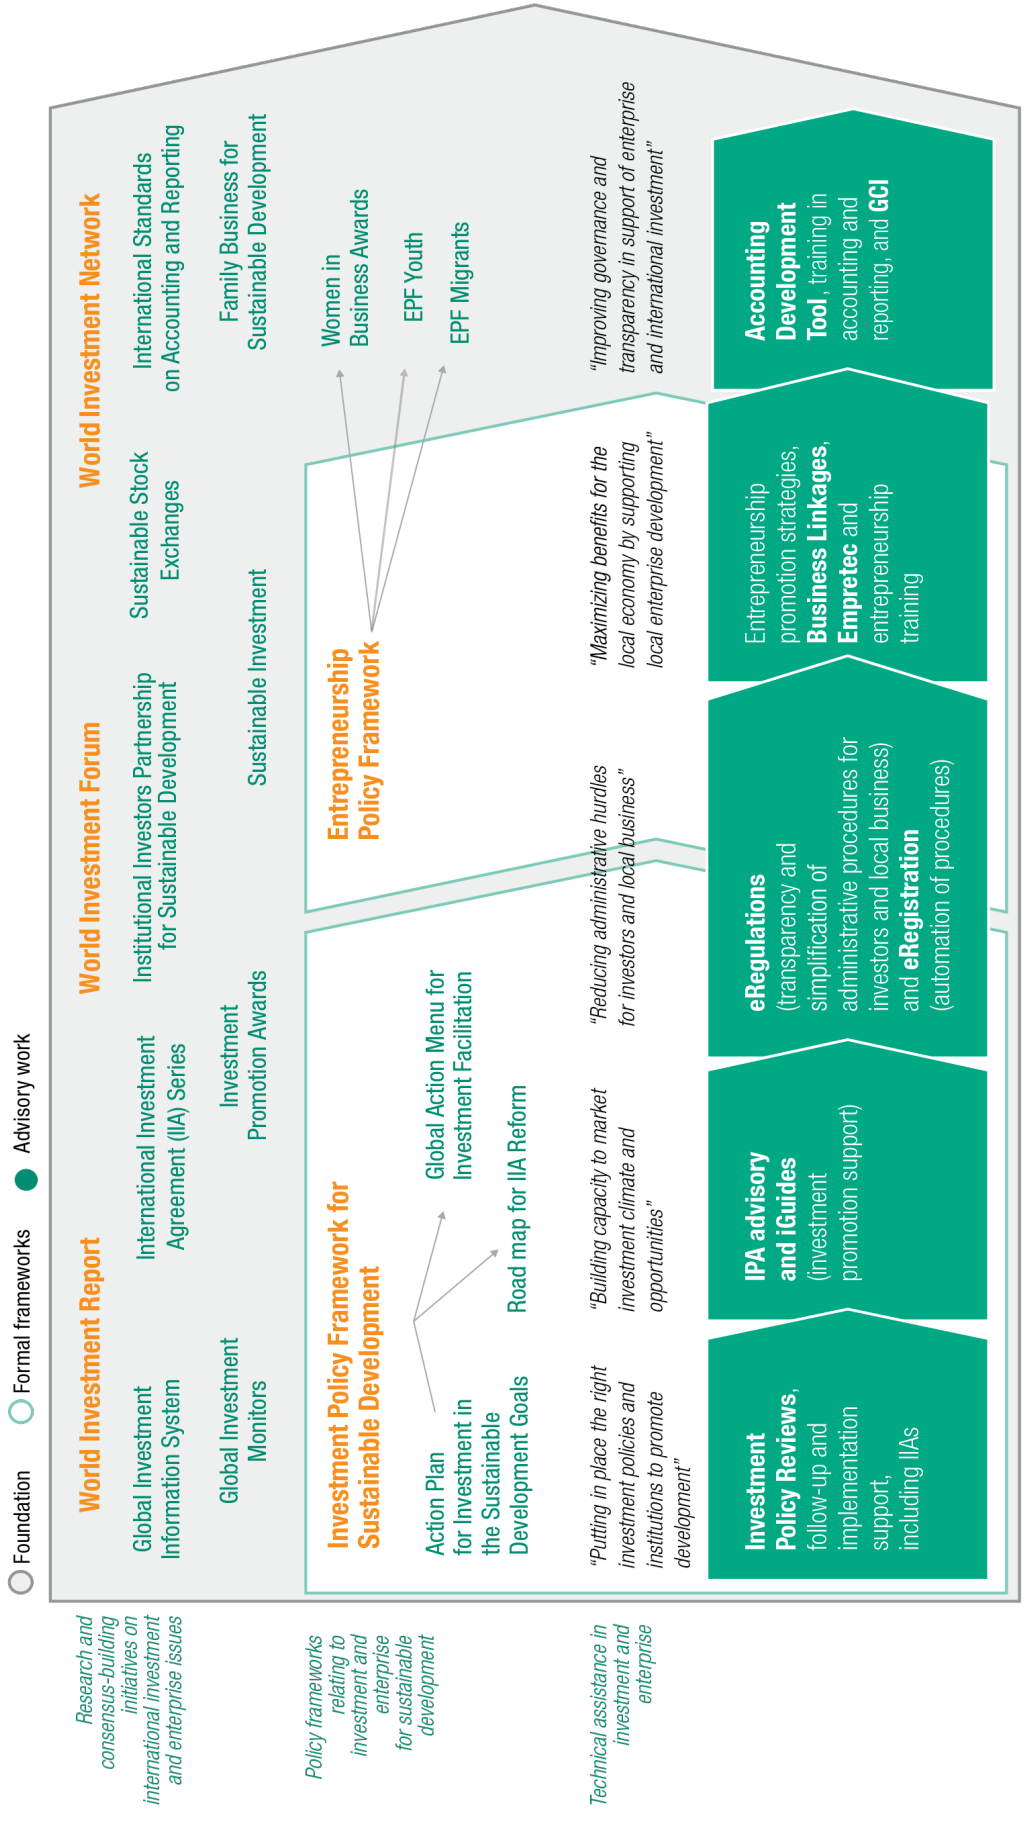 Foundation
Formal frameworks
Advisory work
Research and
consensus-building
initiatives on
international investment
and enterprise issues
World Investment Report
World Investment Forum
World Investment Network
Global Investment
Information System
International Investment
Agreement (IIA) Series
Institutional Investors Partnership
for Sustainable Development
Sustainable Stock
Exchanges
International Standards
on Accounting and Reporting
Global Investment
Monitors
Investment
Promotion Awards
Sustainable Investment
Family Business for
Sustainable Development
Policy frameworks
relating to
investment and
enterprise
for sustainable
development
Investment Policy Framework for
Sustainable Development
Action Plan
for Investment in
the Sustainable
Development Goals
Global Action Menu for
Investment Facilitation
Road map for IIA Reform
Entrepreneurship
Policy Framework
Women in
Business Awards
EPF Youth
EPF Migrants
Technical assistance in
investment and
enterprise
“Putting in place the right
investment policies and
institutions to promote
development”
“Building capacity to market
investment climate and
opportunities”
“Reducing administrative hurdles
for investors and local business”
“Maximizing benefits for the
local economy by supporting
local enterprise development”
“Improving governance and
transparency in support of enterprise
and international investment”
Investment
Policy Reviews,
follow-up and
implementation
support,
including IIAs
IPA advisory
and iGuides
(investment
promotion support)
eRegulations
(transparency and
simplification of
administrative procedures for
investors and local business)
and eRegistration
(automation of procedures)
Entrepreneurship
promotion strategies,
Business Linkages,
Empretec and
entrepreneurship
training
Accounting
Development
Tool, training in
accounting and
reporting, and GCI